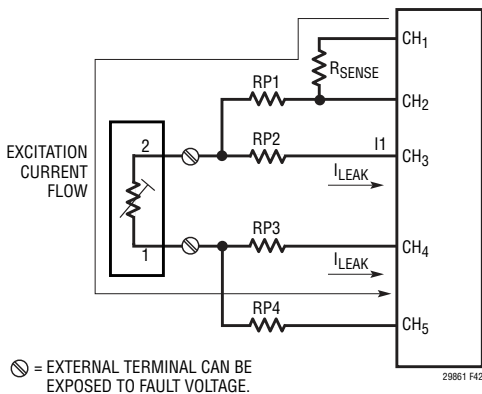 CH1
RSENSE
RP1
CH2
EXCITATION
CURRENT
FLOW
2
RP2
I1
CH3
ILEAK
RP3
1
ILEAK
CH4
RP4
CH5
= EXTERNAL TERMINAL CAN BE
EXPOSED TO FAULT VOLTAGE.
29861 F42